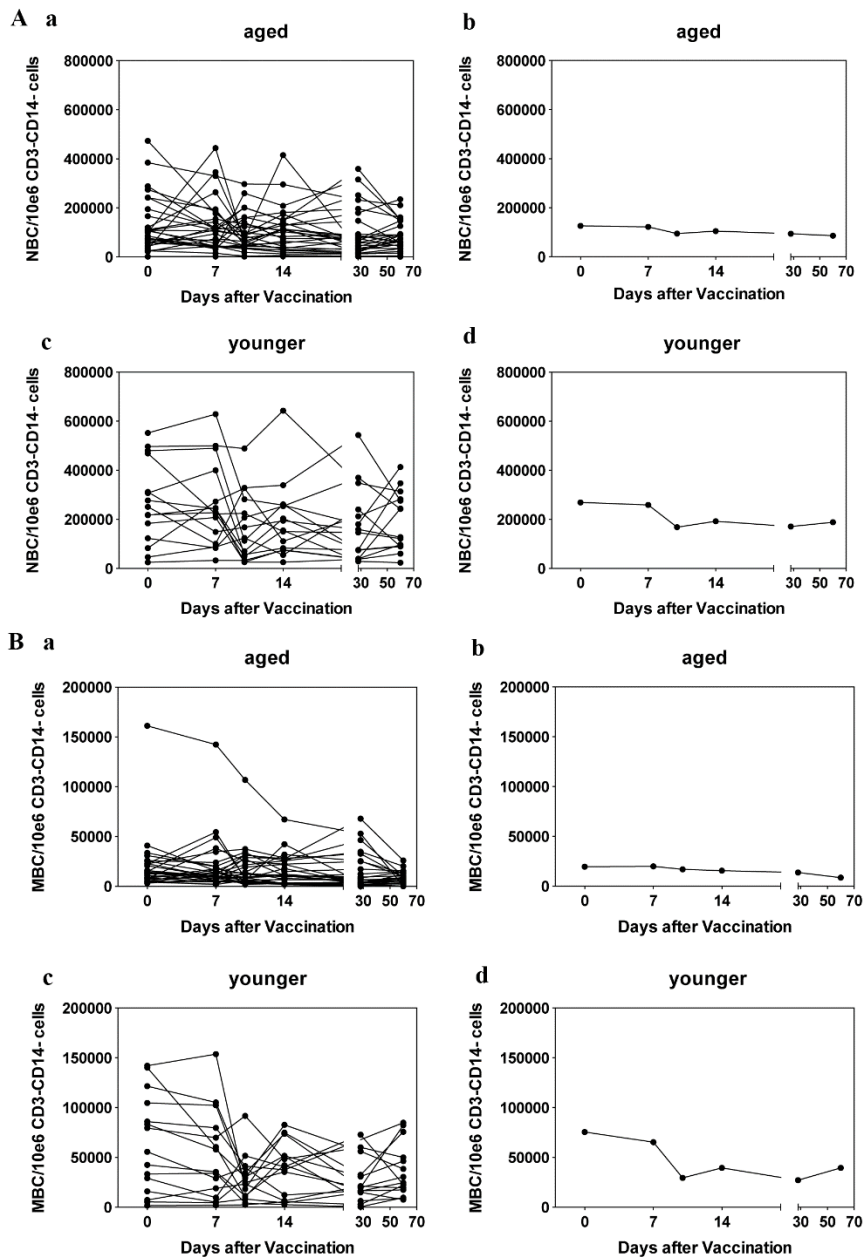 A a b
aged aged
800000 800000
600000 600000
400000 400000
200000 200000
0 0
NBC/10e6 CD3-CD14- cells NBC/10e6 CD3-CD14- cells
0 7 14 30 50 70 0 7 14 30 50 70
Days after Vaccination Days after Vaccination
c d
younger younger
800000 800000
600000 600000
400000 400000
200000 200000
0 0
NBC/10e6 CD3-CD14- cells NBC/10e6 CD3-CD14- cells
0 7 14 30 50 70 0 7 14 30 50 70
Days after Vaccination Days after Vaccination
B a b
aged aged
200000 200000
150000 150000
100000 100000
50000 50000
0 0
MBC/10e6 CD3-CD14- cells MBC/10e6 CD3-CD14- cells
0 7 14 30 50 70 0 7 14 30 50 70
Days after Vaccination Days after Vaccination
c d
younger younger
200000 200000
150000 150000
100000 100000
50000 50000
0 0
MBC/10e6 CD3-CD14- cells MBC/10e6 CD3-CD14- cells
0 7 14 30 50 70 0 7 14 30 50 70
Days after Vaccination Days after Vaccination